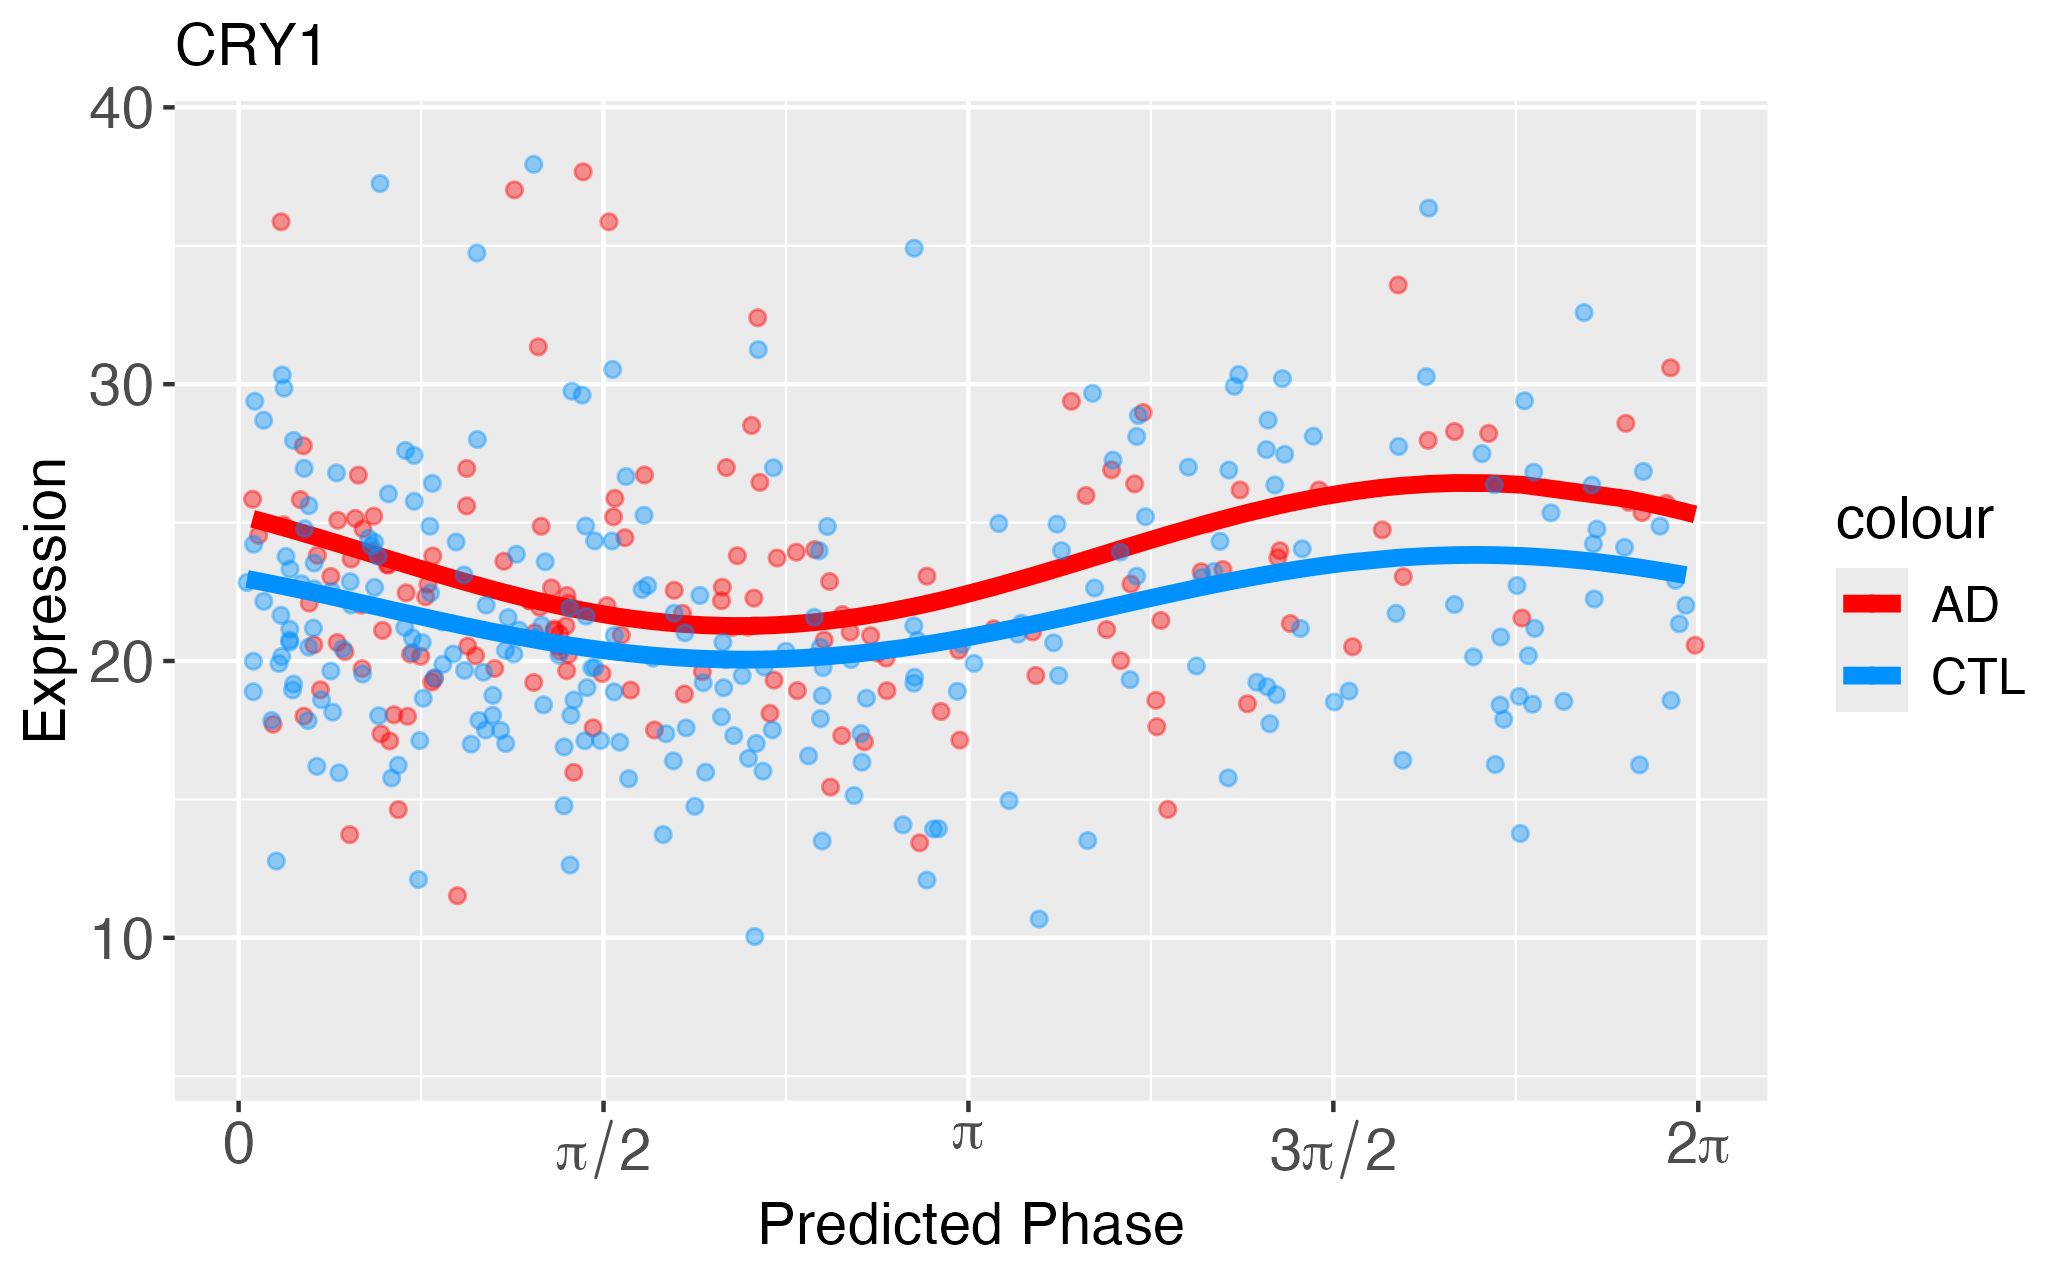 CRY1
40
30
20
10
Expression
0
π/2
π
3π/2
2π
Predicted Phase
colour
AD
CTL